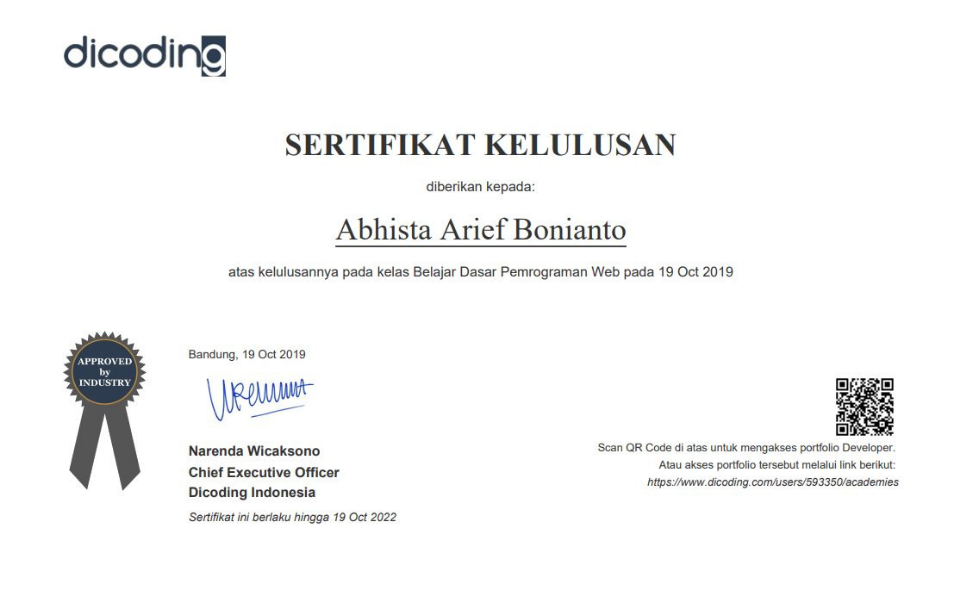 dicoding
SERTIFIKAT KELULUSAN
diberikan kepada:
Abhista Arief Bonianto
atas kelulusannya pada kelas Belajar Dasar Pemrograman Web pada 19 Oct 2019
APPROVED
by
INDUSTRY
Bandung, 19 Oct 2019
Narenda Wicaksono
Chief Executive Officer
Dicoding Indonesia
Sertifikat ini berlaku hingga 19 Oct 2022
Scan QR Code di atas untuk mengakses portfolio Developer.
Atau akses portfolio tersebut melalui link berikut:
https://www.dicoding.com/users/593350/academies